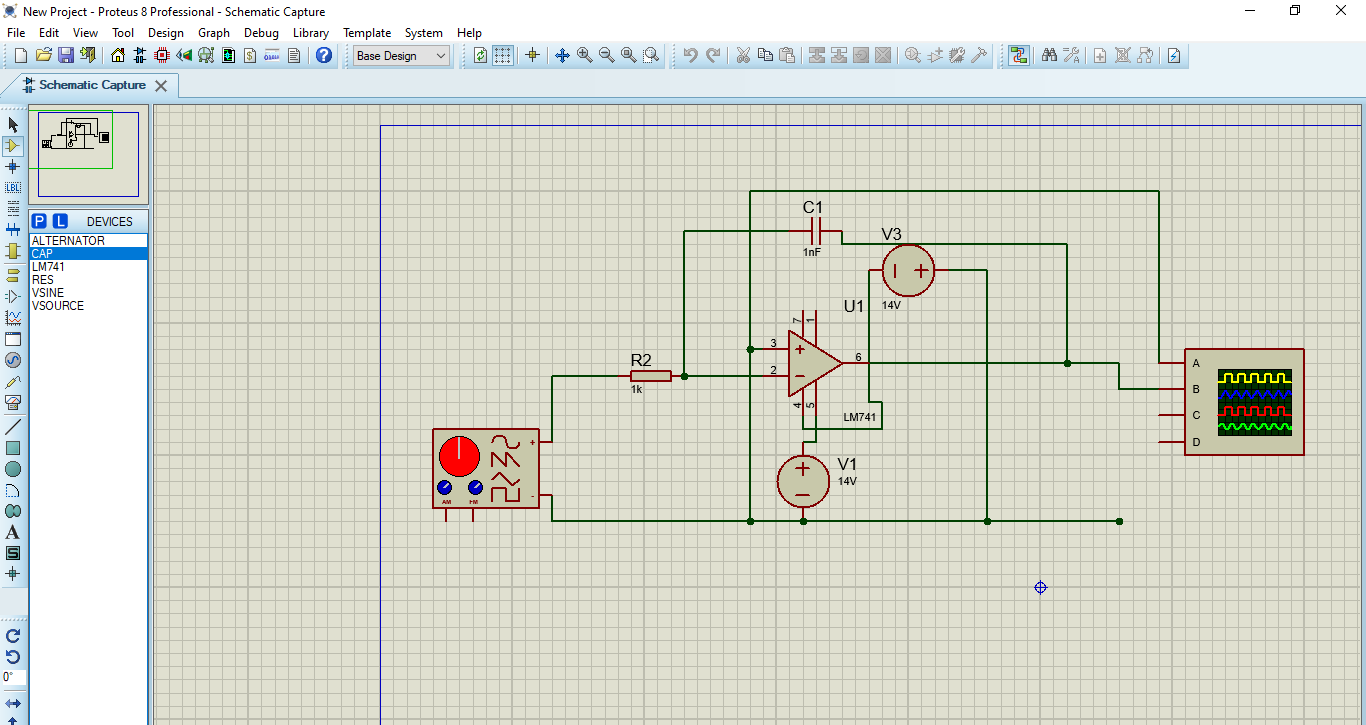 New Project - Proteus 8 Professional - Schematic Capture
File Edit View Tool Design Graph Debug Library Template System Help
Base Design
Schematic Capture
LBL
P L DEVICES
ALTERNATOR
CAP
LM741
RES
VSINE
VSOURCE
A
S
0°
C1
1nF
V3
14V
U1
7 1
3
2
6
4 5
LM741
R2
1k
AM FM
V1
14V
A
B
C
D